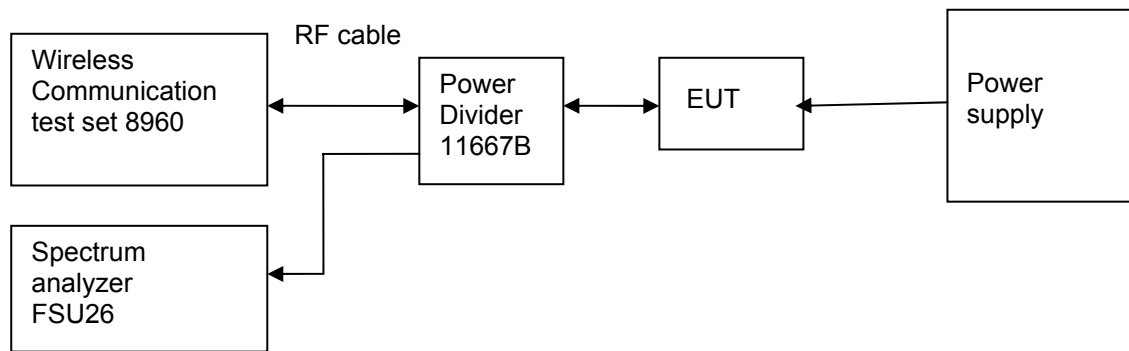 RF cable
Wireless
Communication
test set 8960
Power
Divider
11667B
EUT
Power
supply
Spectrum
analyzer
FSU26